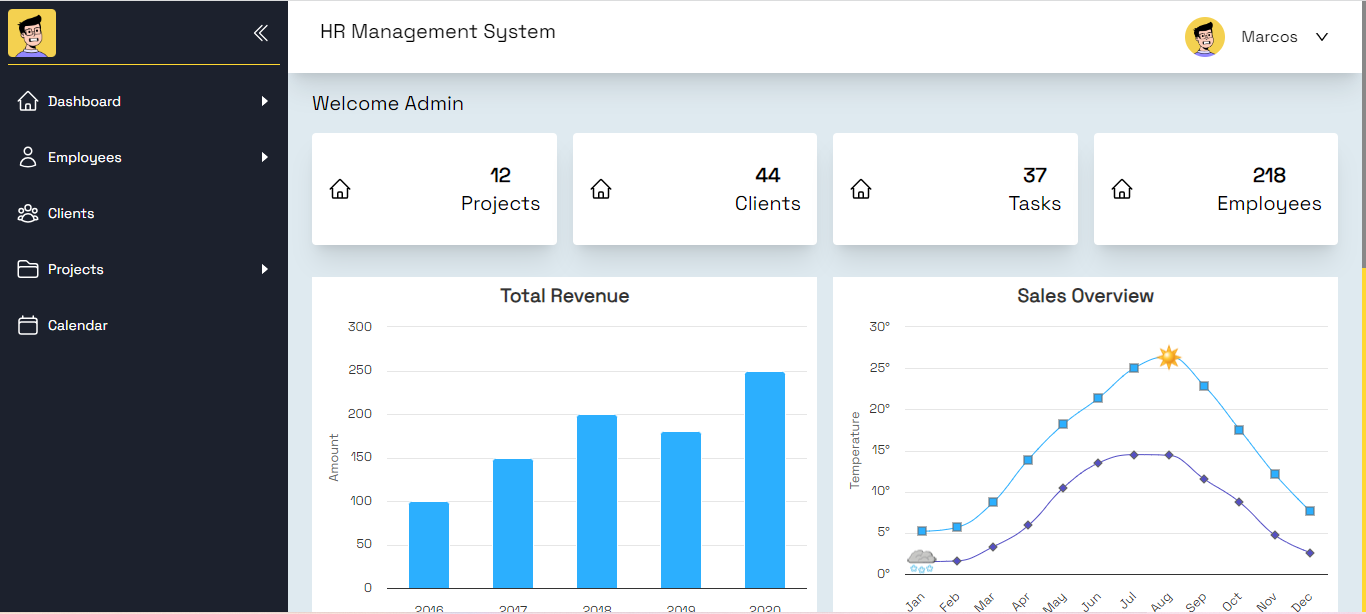 HR Management System
Marcos
Dashboard
Employees
Clients
Projects
Calendar
Welcome Admin
12
Projects
44
Clients
37
Tasks
218
Employees
Total Revenue
300
250
200
150
100
50
0
Amount
2016 2017 2018 2019 2020
Sales Overview
30°
25°
20°
15°
10°
5°
0°
Temperature
Jan Feb Mar Apr May Jun Jul Aug Sep Oct Nov Dec